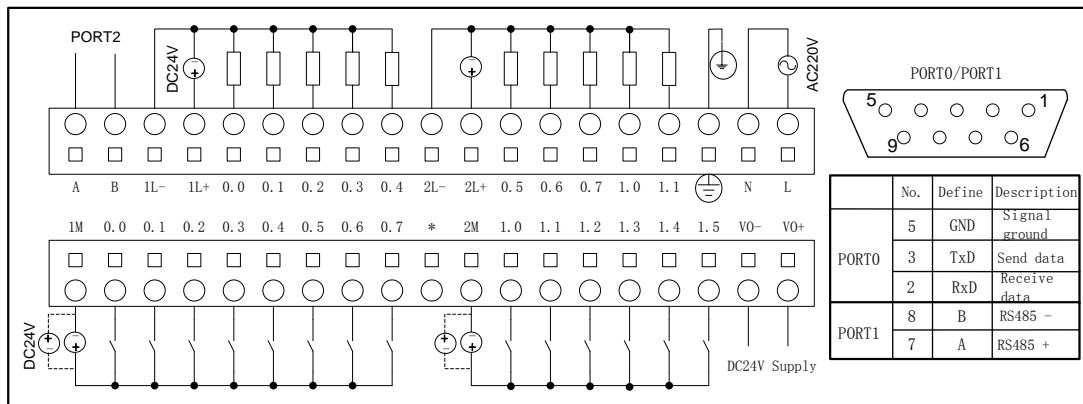 PORT2
DC24V
AC220V
A B 1L- 1L+ 0.0 0.1 0.2 0.3 0.4 2L- 2L+ 0.5 0.6 0.7 1.0 1.1 N L
1M 0.0 0.1 0.2 0.3 0.4 0.5 0.6 0.7 * 2M 1.0 1.1 1.2 1.3 1.4 1.5 VO- VO+
DC24V
DC24V
DC24V Supply
PORT0/PORT1
5 1
9 6
No. Define Description
PORT0
5 GND Signal ground
3 TxD Send data
2 RxD Receive data
PORT1
8 B RS485 -
7 A RS485 +